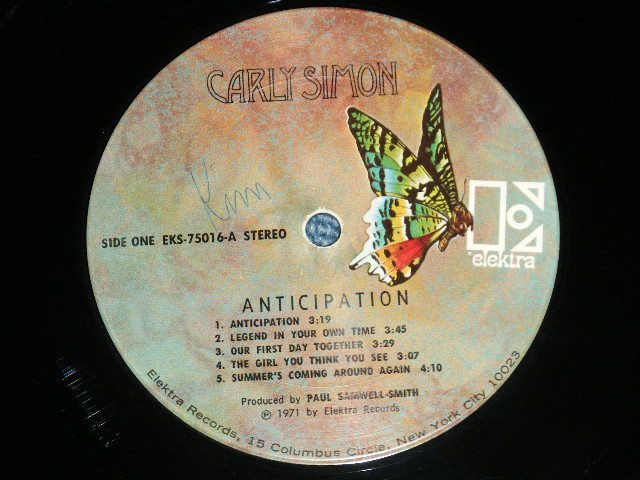 CARLY SIMON
Kim
SIDE ONE EKS-75016-A STEREO
elektra
ANTICIPATION
1. ANTICIPATION 3:19
2. LEGEND IN YOUR OWN TIME 3:45
3. OUR FIRST DAY TOGETHER 3:29
4. THE GIRL YOU THINK YOU SEE 3:07
5. SUMMER'S COMING AROUND AGAIN 4:10
Produced by PAUL SAMWELL-SMITH
℗ 1971 by Elektra Records
Elektra Records, 15 Columbus Circle, New York City 10023